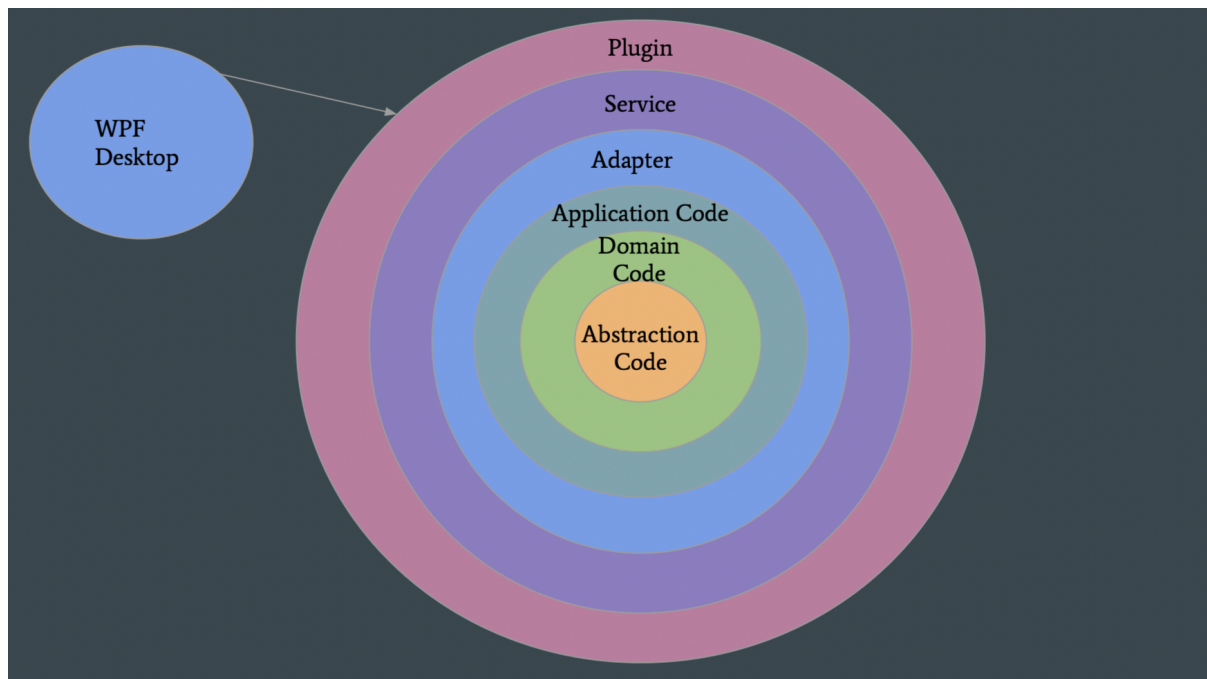 Plugin
Service
WPF
Desktop
Adapter
Application Code
Domain
Code
Abstraction
Code